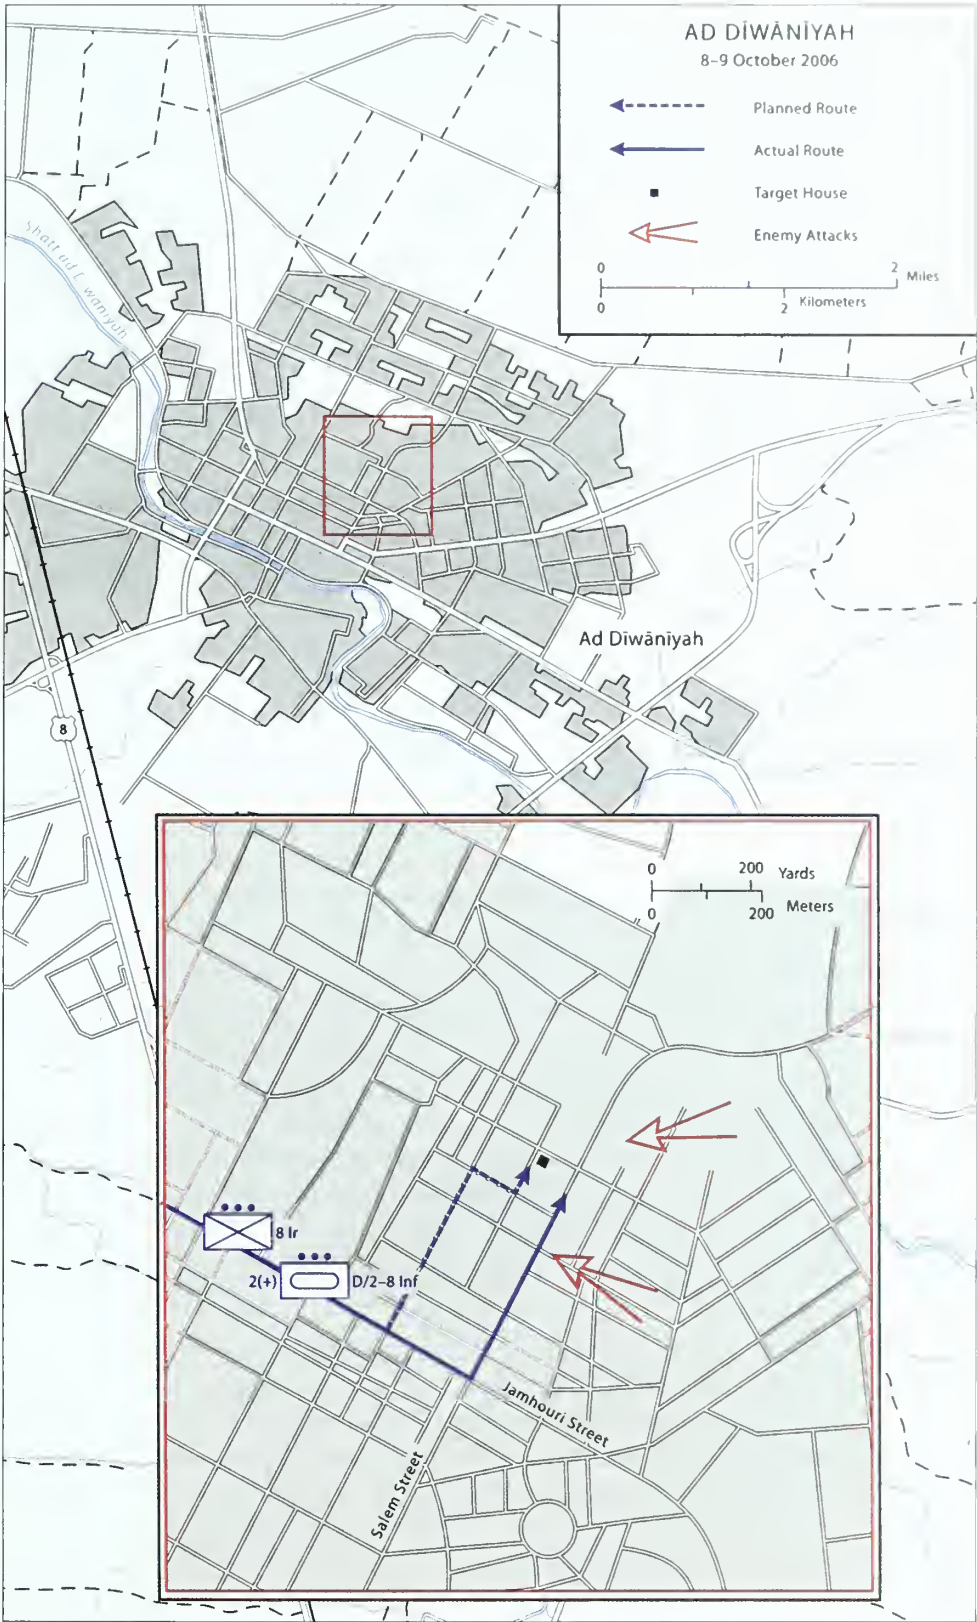 AD DĪWĀNĪYAH
8–9 October 2006
Planned Route
Actual Route
Target House
Enemy Attacks
0 2 Miles
0 2 Kilometers
Shatt ad
Ad Dīwānīyah
8
0 200 Yards
0 200 Meters
8 Ir
2(+) D/2–8 Inf
Jamhouri Street
Salem Street